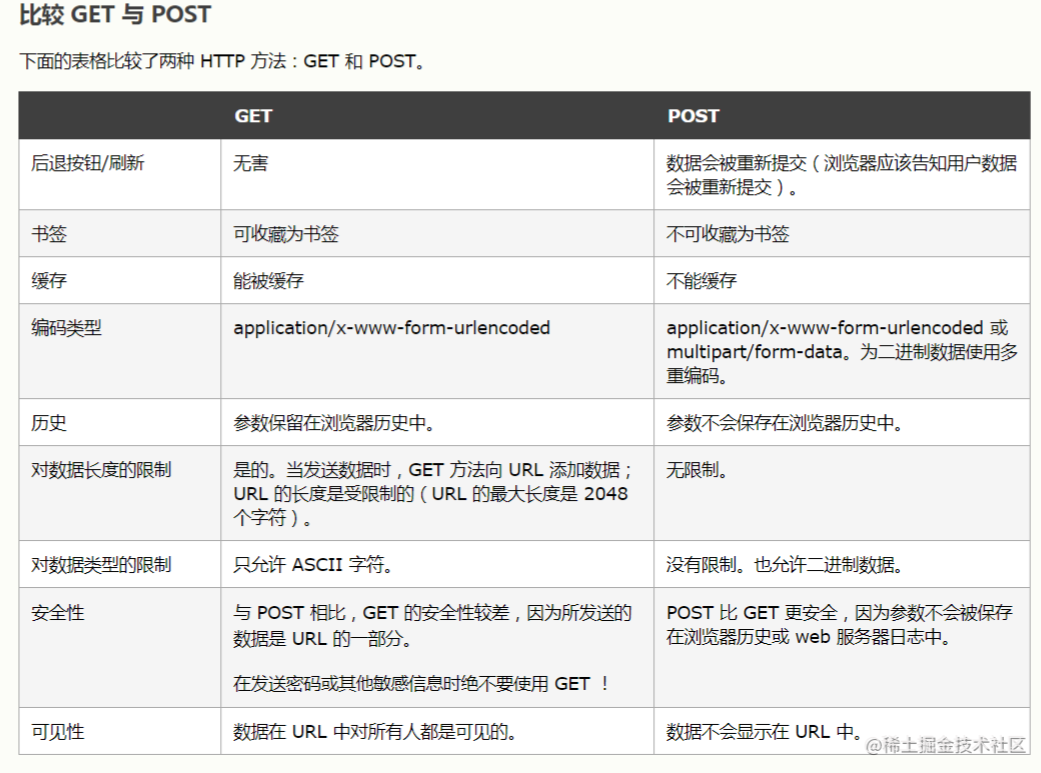 比较 GET 与 POST
下面的表格比较了两种 HTTP 方法：GET 和 POST。
GET
POST
后退按钮/刷新
无害
数据会被重新提交（浏览器应该告知用户数据
会被重新提交）。
书签
可收藏为书签
不可收藏为书签
缓存
能被缓存
不能缓存
编码类型
application/x-www-form-urlencoded
application/x-www-form-urlencoded 或
multipart/form-data。为二进制数据使用多
重编码。
历史
参数保留在浏览器历史中。
参数不会保存在浏览器历史中。
对数据长度的限制
是的。当发送数据时，GET 方法向 URL 添加数据；
URL 的长度是受限制的（URL 的最大长度是 2048
个字符）。
无限制。
对数据类型的限制
只允许 ASCII 字符。
没有限制。也允许二进制数据。
安全性
与 POST 相比，GET 的安全性较差，因为所发送的
数据是 URL 的一部分。
在发送密码或其他敏感信息时绝不要使用 GET ！
POST 比 GET 更安全，因为参数不会被保存
在浏览器历史或 web 服务器日志中。
可见性
数据在 URL 中对所有人都是可见的。
数据不会显示在 URL 中。
@稀土掘金技术社区